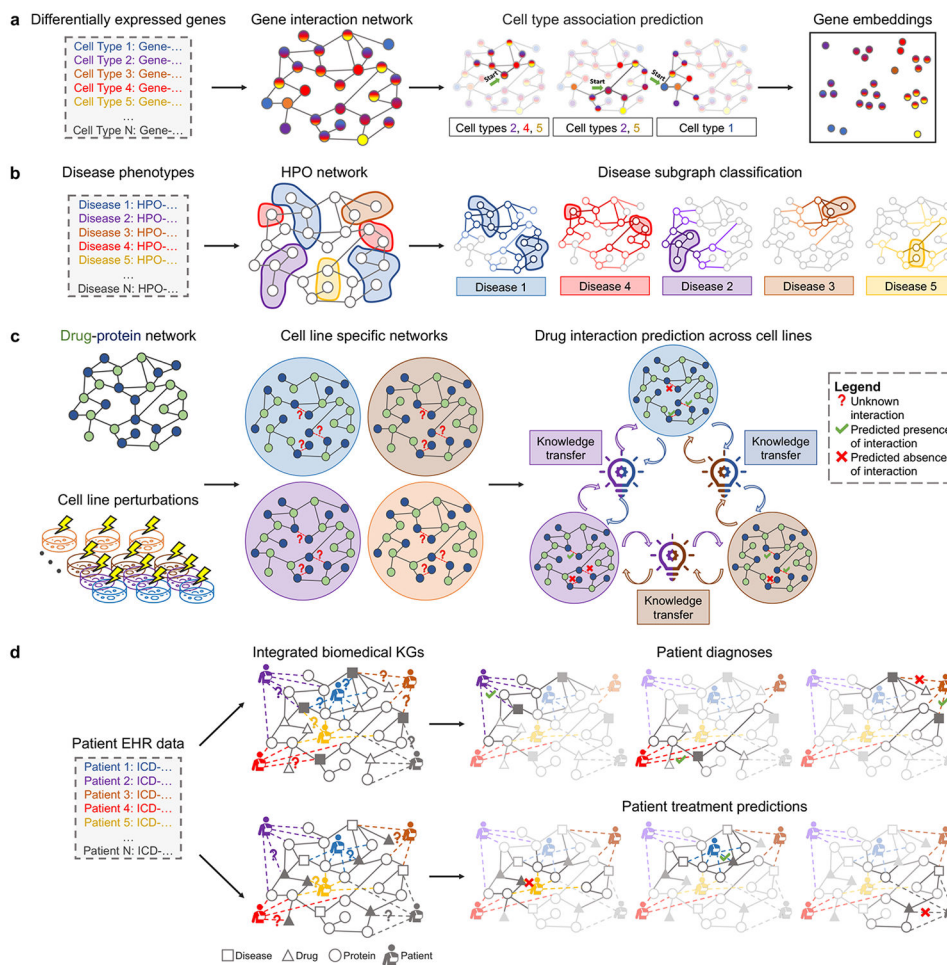 a
Differentially expressed genes
Cell Type 1: Gene-...
Cell Type 2: Gene-...
Cell Type 3: Gene-...
Cell Type 4: Gene-...
Cell Type 5: Gene-...
...
Cell Type N: Gene-...
Gene interaction network
Cell type association prediction
Start
Start
Start
Cell types 2, 4, 5
Cell types 2, 5
Cell type 1
Gene embeddings
b
Disease phenotypes
Disease 1: HPO-...
Disease 2: HPO-...
Disease 3: HPO-...
Disease 4: HPO-...
Disease 5: HPO-...
...
Disease N: HPO-...
HPO network
Disease subgraph classification
Disease 1
Disease 4
Disease 2
Disease 3
Disease 5
c
Drug-protein network
Cell line perturbations
Cell line specific networks
? ? ?
? ? ?
? ? ?
? ? ?
Drug interaction prediction across cell lines
Knowledge
transfer
Knowledge
transfer
Knowledge
transfer
Legend
? Unknown
interaction
Predicted presence
of interaction
Predicted absence
of interaction
d
Patient EHR data
Patient 1: ICD-...
Patient 2: ICD-...
Patient 3: ICD-...
Patient 4: ICD-...
Patient 5: ICD-...
...
Patient N: ICD-...
Integrated biomedical KGs
? ? ? ? ? ?
Patient diagnoses
Patient treatment predictions
? ? ? ? ? ?
Disease
Drug
Protein
Patient